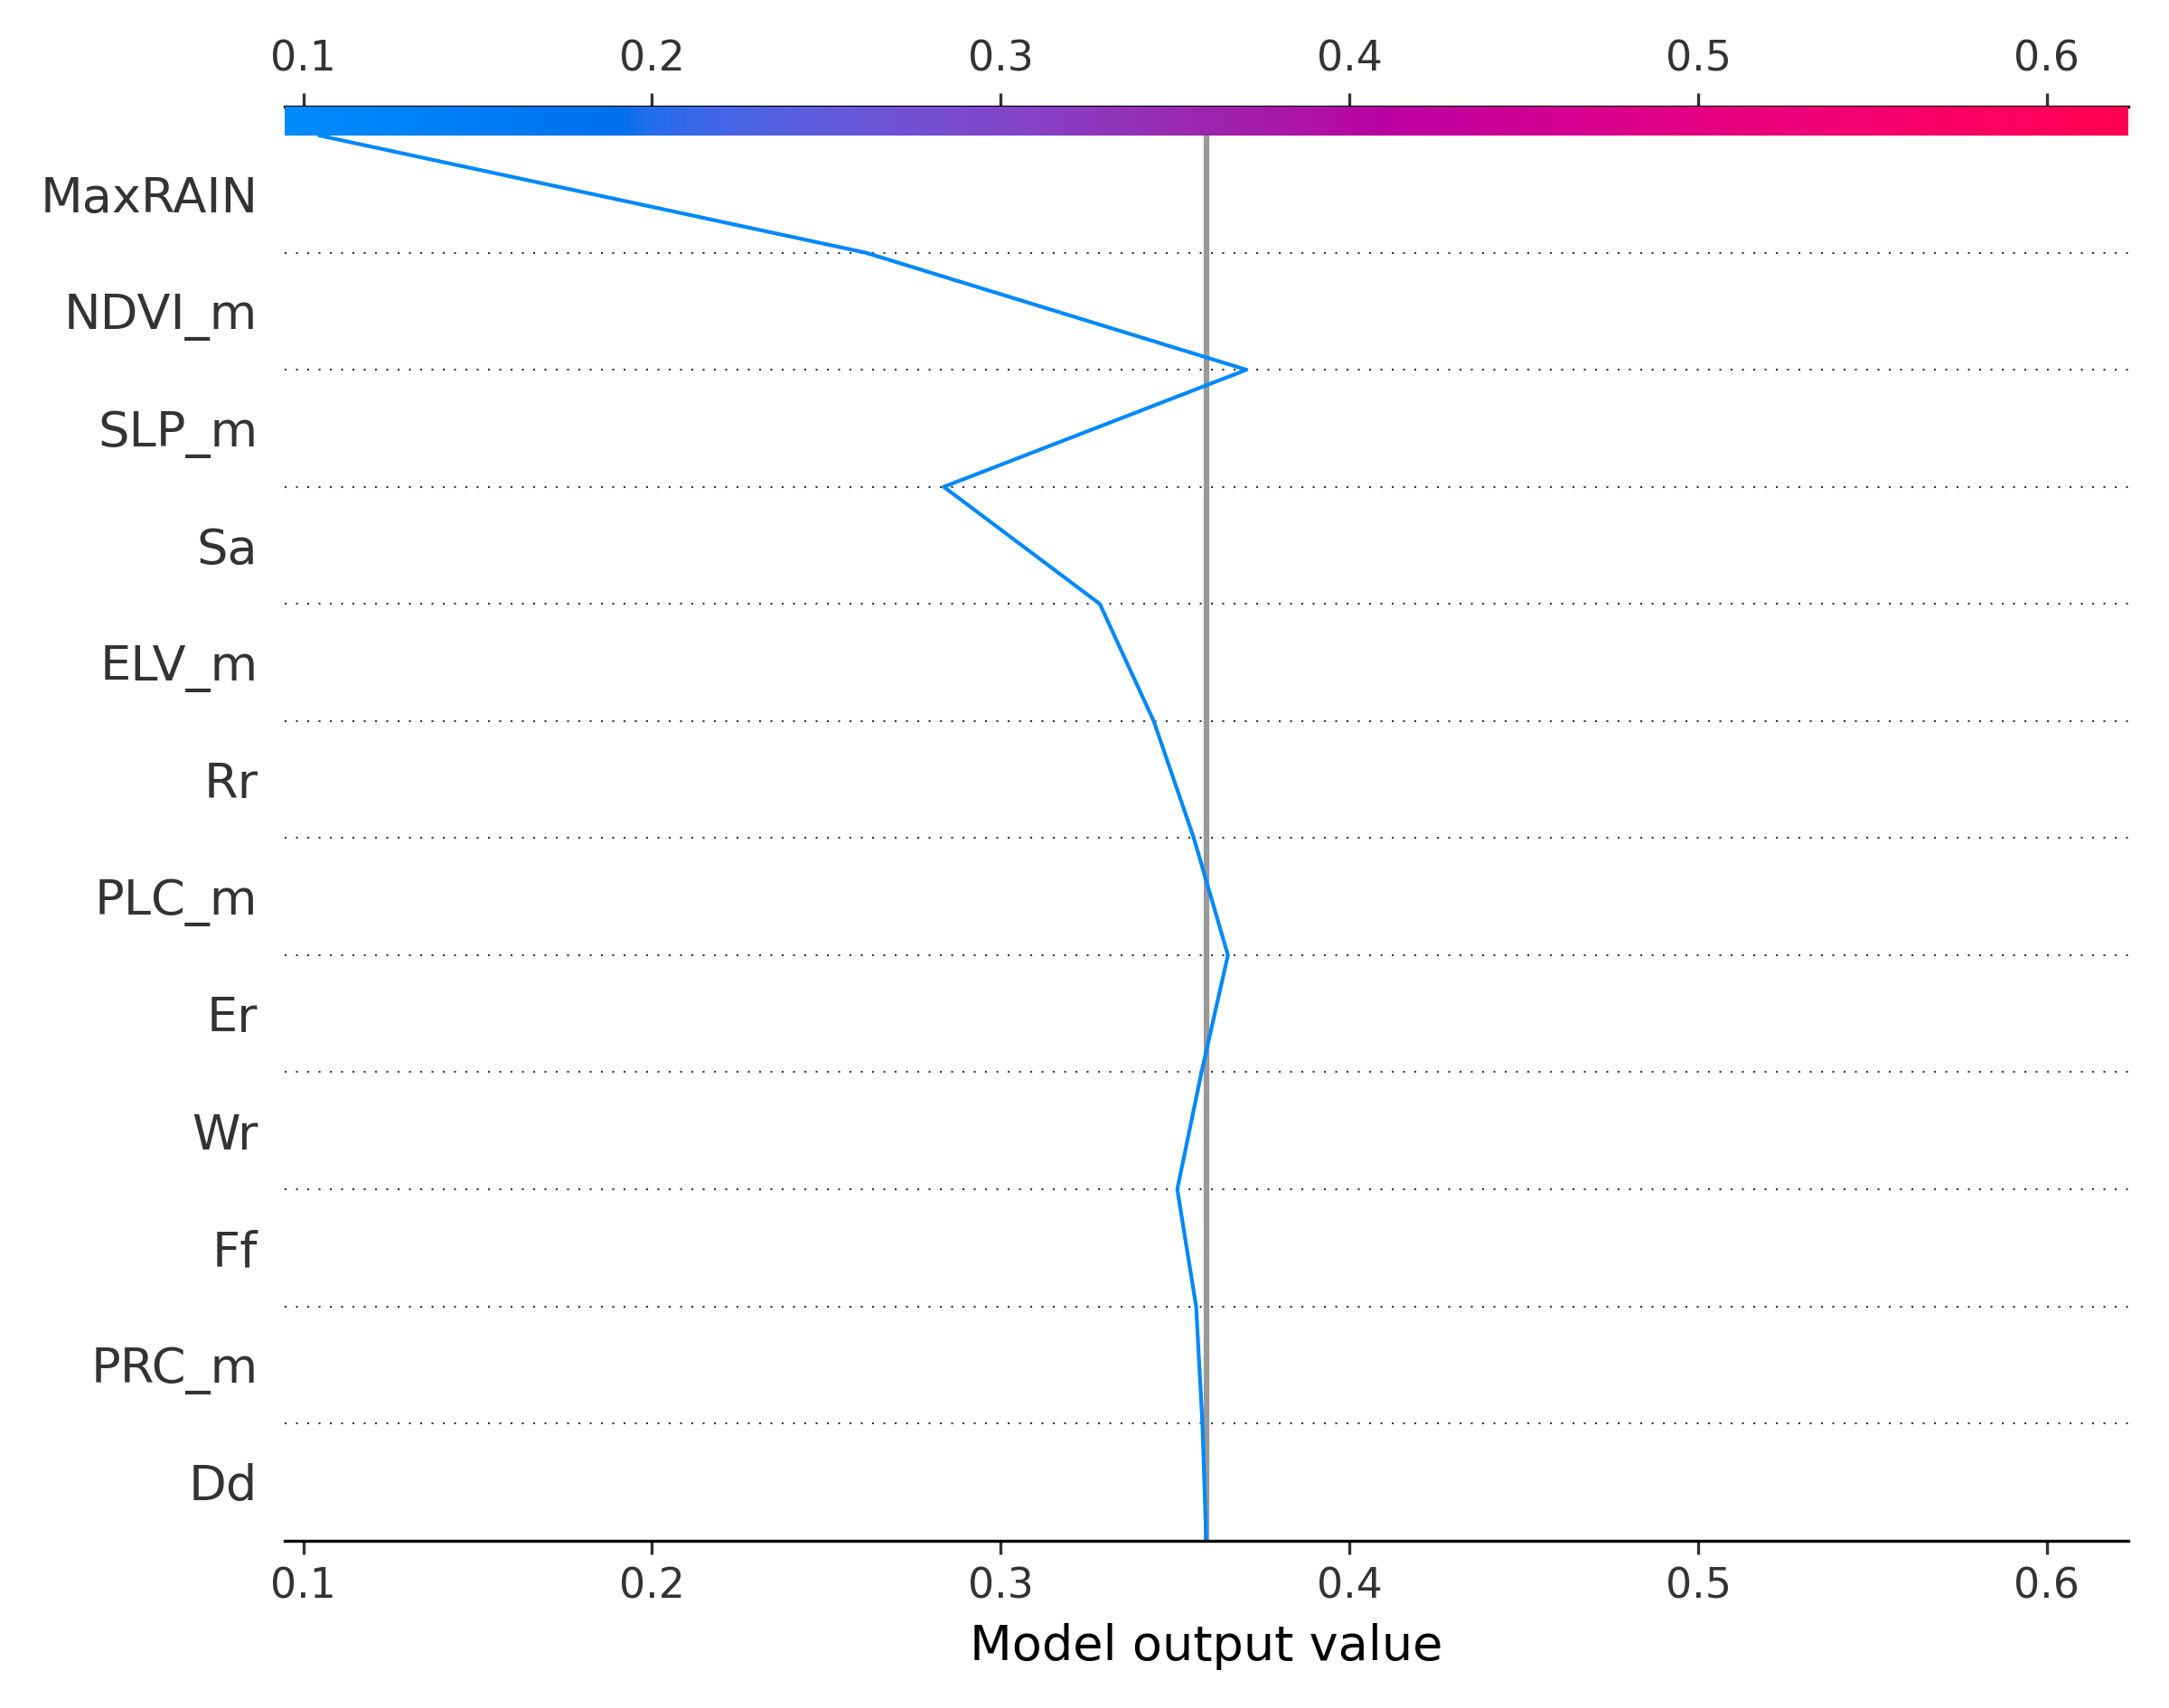 0.1 0.2 0.3 0.4 0.5 0.6
MaxRAIN
NDVI_m
SLP_m
Sa
ELV_m
Rr
PLC_m
Er
Wr
Ff
PRC_m
Dd
0.1 0.2 0.3 0.4 0.5 0.6
Model output value